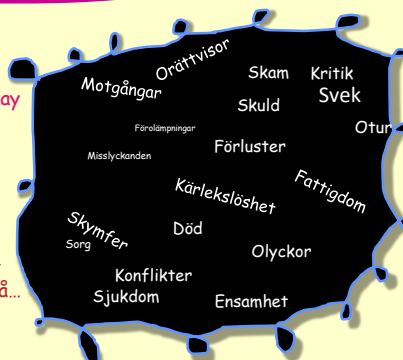 Orättvisor
Skam
Kritik
Motgångar
Svek
ay
Skuld
Förolämpningar
Otur
Förluster
Misslyckanden
Kärlekslöshet
Fattigdom
Skymfer
Död
Sorg
Olyckor
Konflikter
å...
Sjukdom
Ensamhet